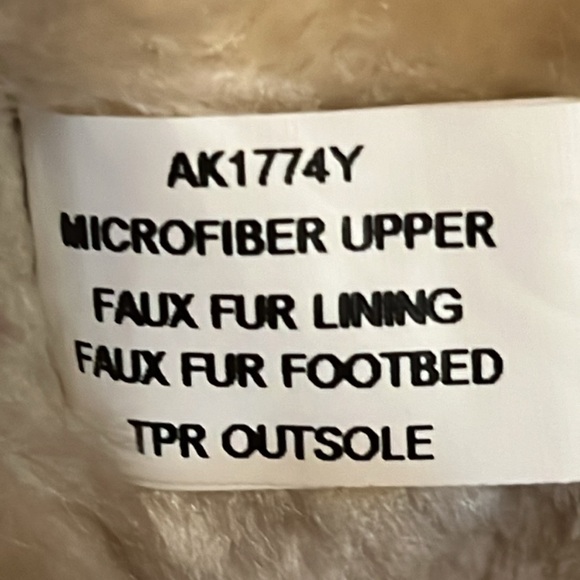 AK1774Y
MICROFIBER UPPER
FAUX FUR LINING
FAUX FUR FOOTBED
TPR OUTSOLE